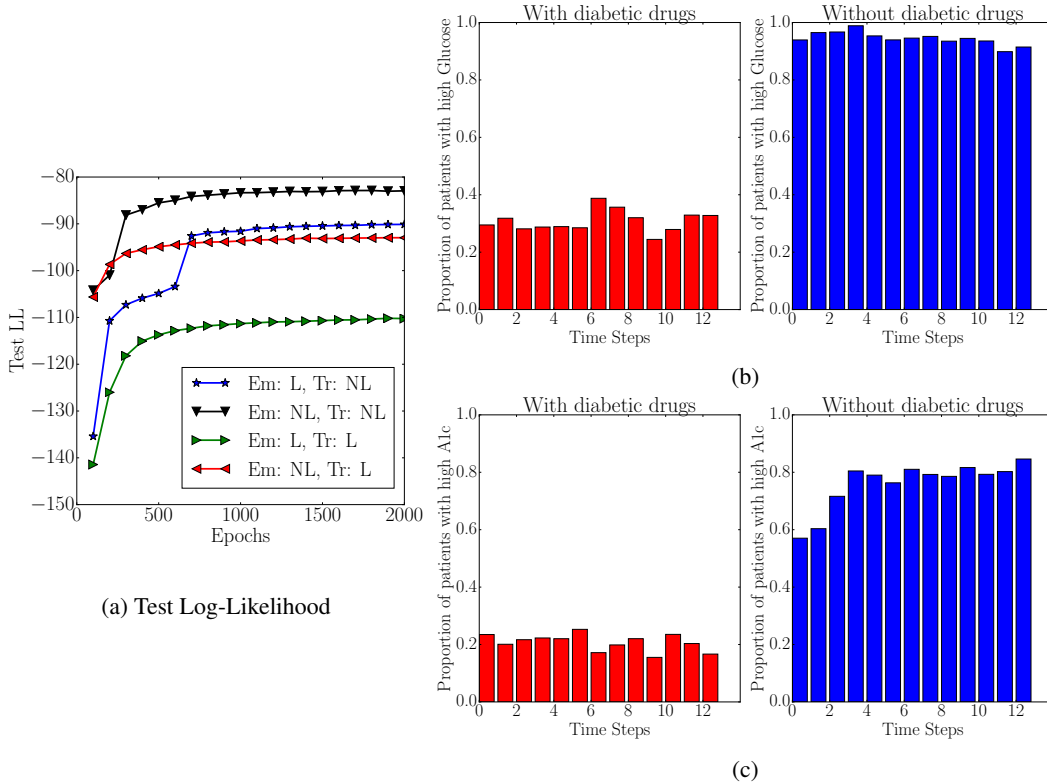 −80
−90
−100
−110
−120
−130
−140
−150
Test LL
0 500 1000 1500 2000
Epochs
Em: L, Tr: NL
Em: NL, Tr: NL
Em: L, Tr: L
Em: NL, Tr: L
(a) Test Log-Likelihood
With diabetic drugs
Proportion of patients with high Glucose
1.0
0.8
0.6
0.4
0.2
0.0
0 2 4 6 8 10 12
Time Steps
Without diabetic drugs
Proportion of patients with high Glucose
1.0
0.8
0.6
0.4
0.2
0.0
0 2 4 6 8 10 12
Time Steps
(b)
With diabetic drugs
Proportion of patients with high A1c
1.0
0.8
0.6
0.4
0.2
0.0
0 2 4 6 8 10 12
Time Steps
Without diabetic drugs
Proportion of patients with high A1c
1.0
0.8
0.6
0.4
0.2
0.0
0 2 4 6 8 10 12
Time Steps
(c)